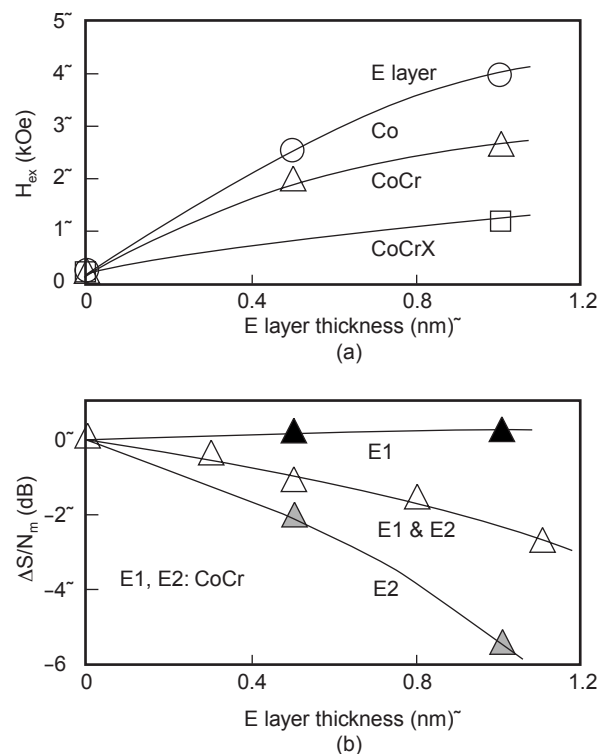 5˜
4˜
3˜
2˜
1˜
0
H_ex (kOe)
E layer
Co
CoCr
CoCrX
0 0.4 0.8 1.2
E layer thickness (nm)˜
(a)
0˜
−2˜
−4˜
−6
ΔS/N_m (dB)
E1
E1 & E2
E2
E1, E2: CoCr
0 0.4 0.8 1.2
E layer thickness (nm)˜
(b)